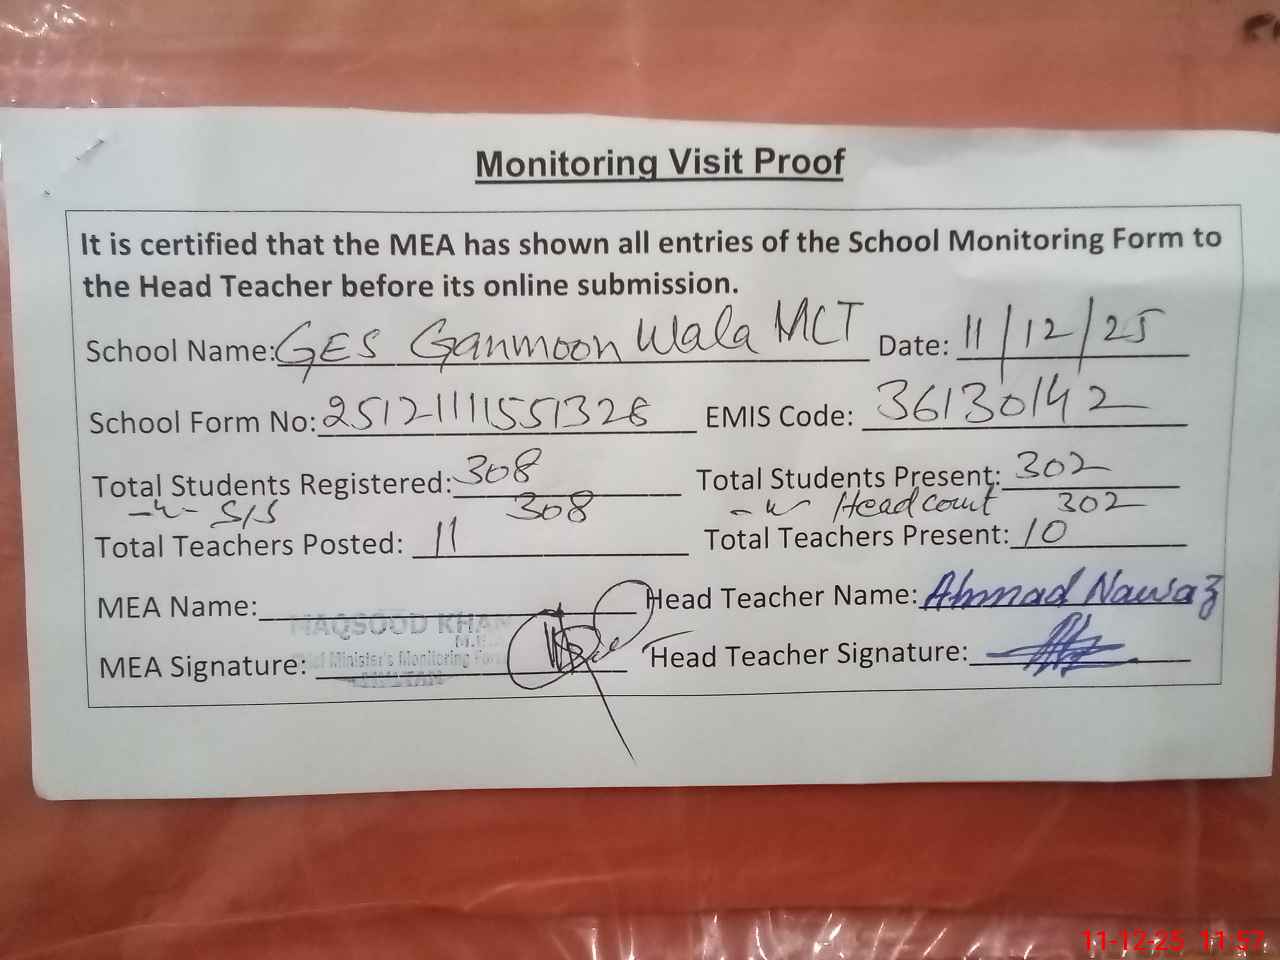 Monitoring Visit Proof
It is certified that the MEA has shown all entries of the School Monitoring Form to
the Head Teacher before its online submission.
School Name: GES Ganmoon Wala MCT Date: 11/12/25
School Form No: 25121111551328 EMIS Code: 36130142
Total Students Registered: 308 Total Students Present: 302
-"- SIS 308 -"- Headcount 302
Total Teachers Posted: 11 Total Teachers Present: 10
MEA Name: Head Teacher Name: Ahmad Nawaz
MAQSOOD KHAN
MEA Signature: Head Teacher Signature:
Minister's Monitoring
MULTAN
11-12-25 11:57